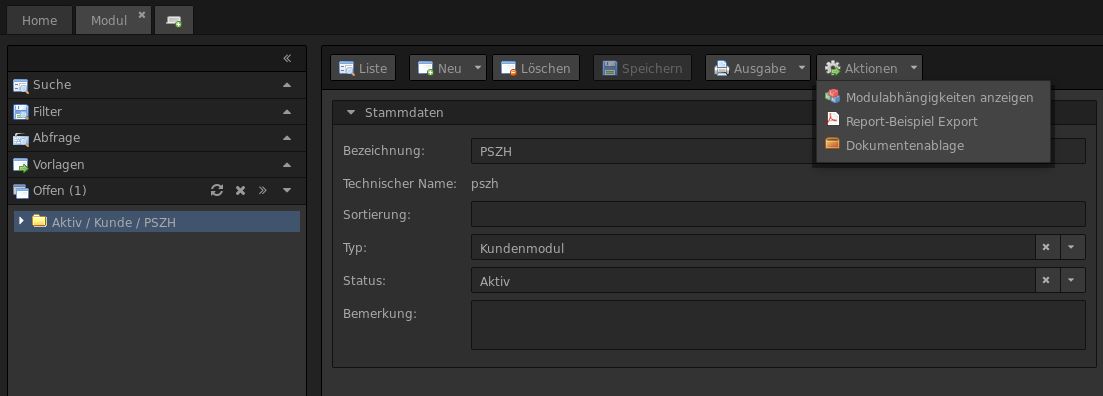 Home
Modul
Suche
Filter
Abfrage
Vorlagen
Offen (1)
Aktiv / Kunde / PSZH
Liste
Neu
Löschen
Speichern
Ausgabe
Aktionen
Modulabhängigkeiten anzeigen
Report-Beispiel Export
Dokumentenablage
Stammdaten
Bezeichnung: PSZH
Technischer Name: pszh
Sortierung:
Typ: Kundenmodul
Status: Aktiv
Bemerkung: